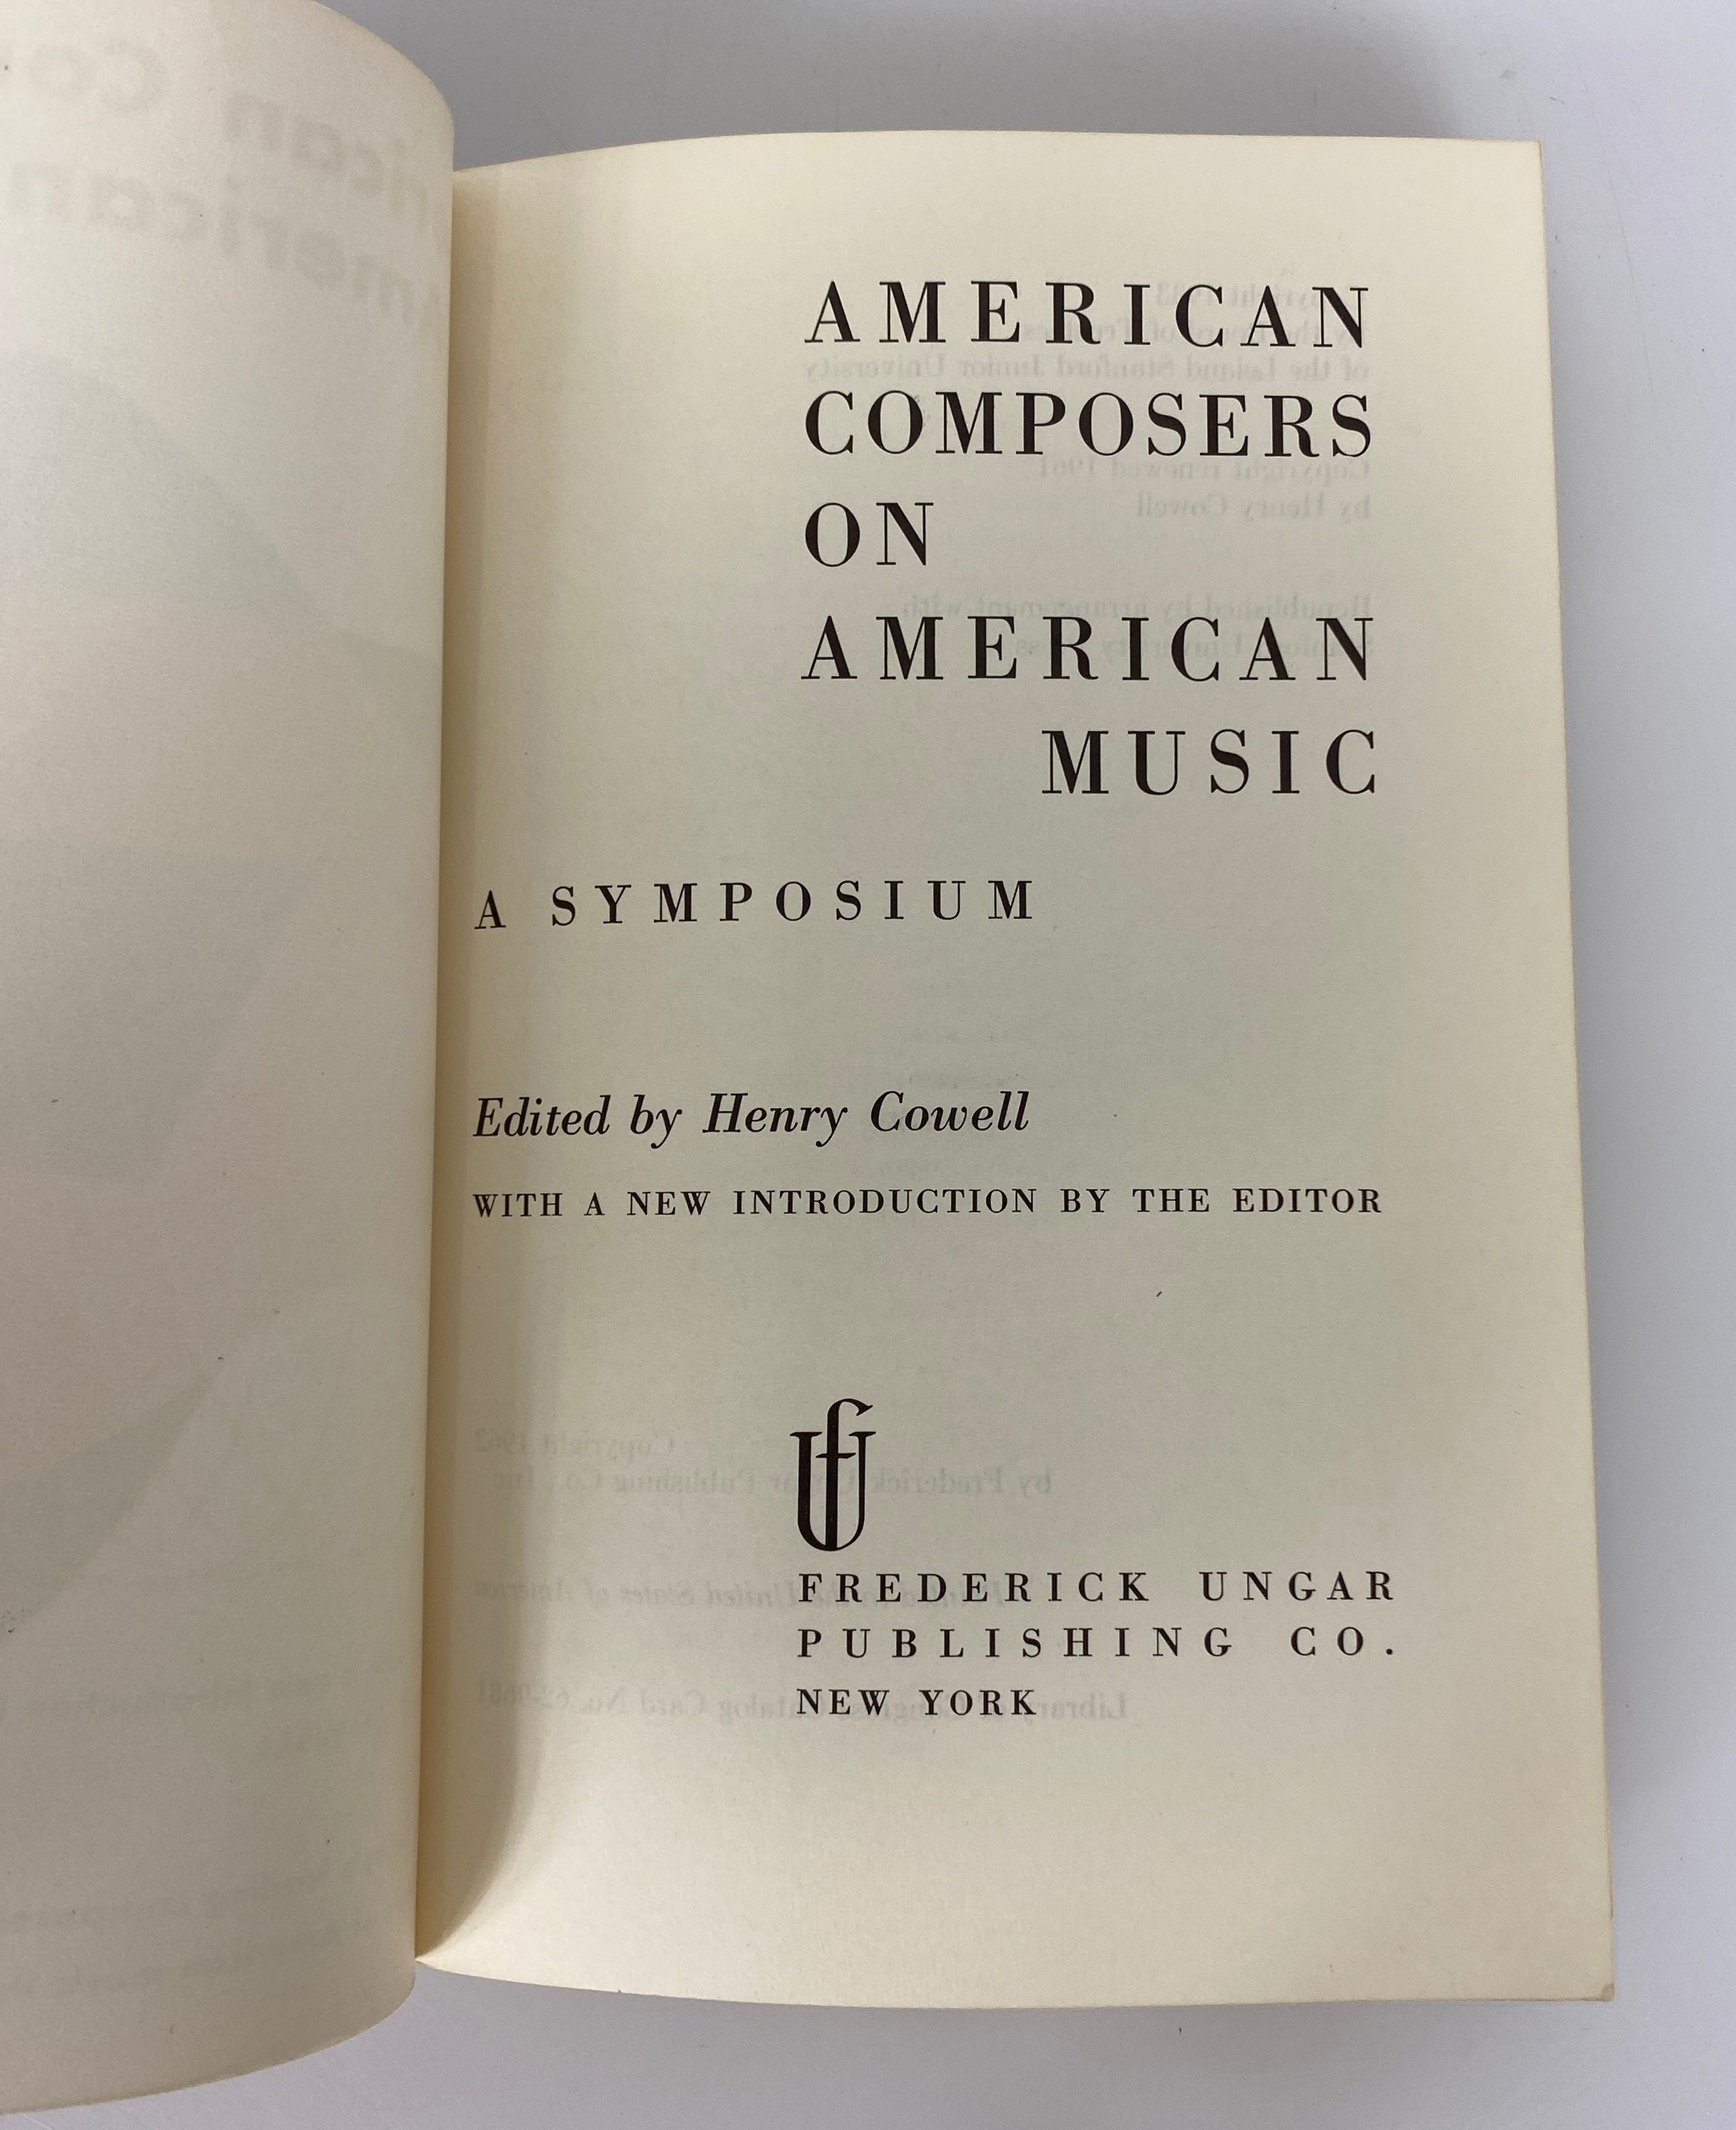 AMERICAN
COMPOSERS
ON
AMERICAN
MUSIC
A SYMPOSIUM
Edited by Henry Cowell
WITH A NEW INTRODUCTION BY THE EDITOR
fU
FREDERICK UNGAR
PUBLISHING CO.
NEW YORK